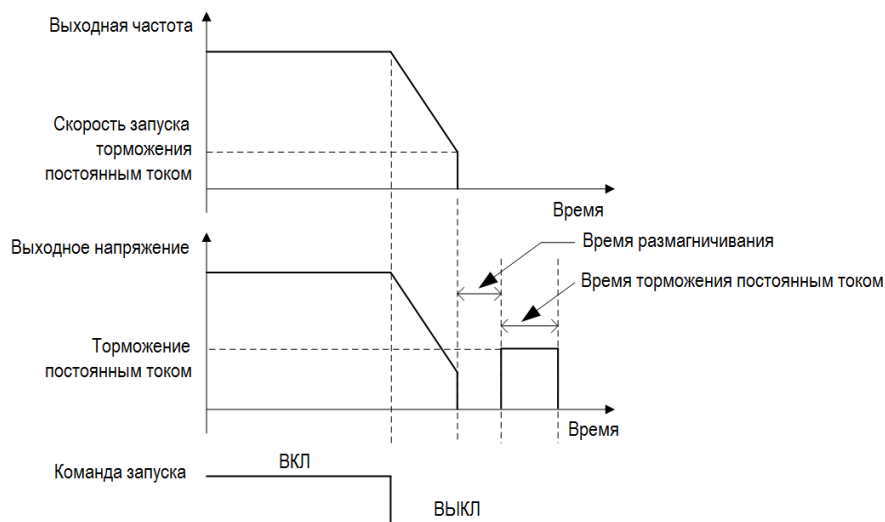 Выходная частота
Скорость запуска
торможения
постоянным током
Время
Выходное напряжение
Время размагничивания
Время торможения постоянным током
Торможение
постоянным током
Время
Команда запуска
ВКЛ
ВЫКЛ